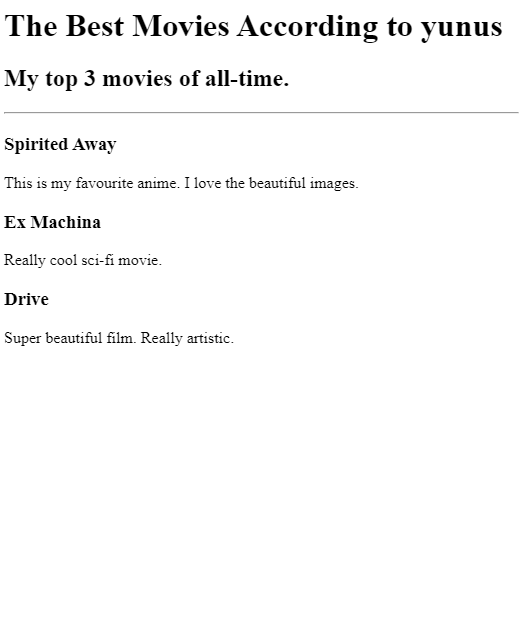 The Best Movies According to yunus
My top 3 movies of all-time.
Spirited Away
This is my favourite anime. I love the beautiful images.
Ex Machina
Really cool sci-fi movie.
Drive
Super beautiful film. Really artistic.